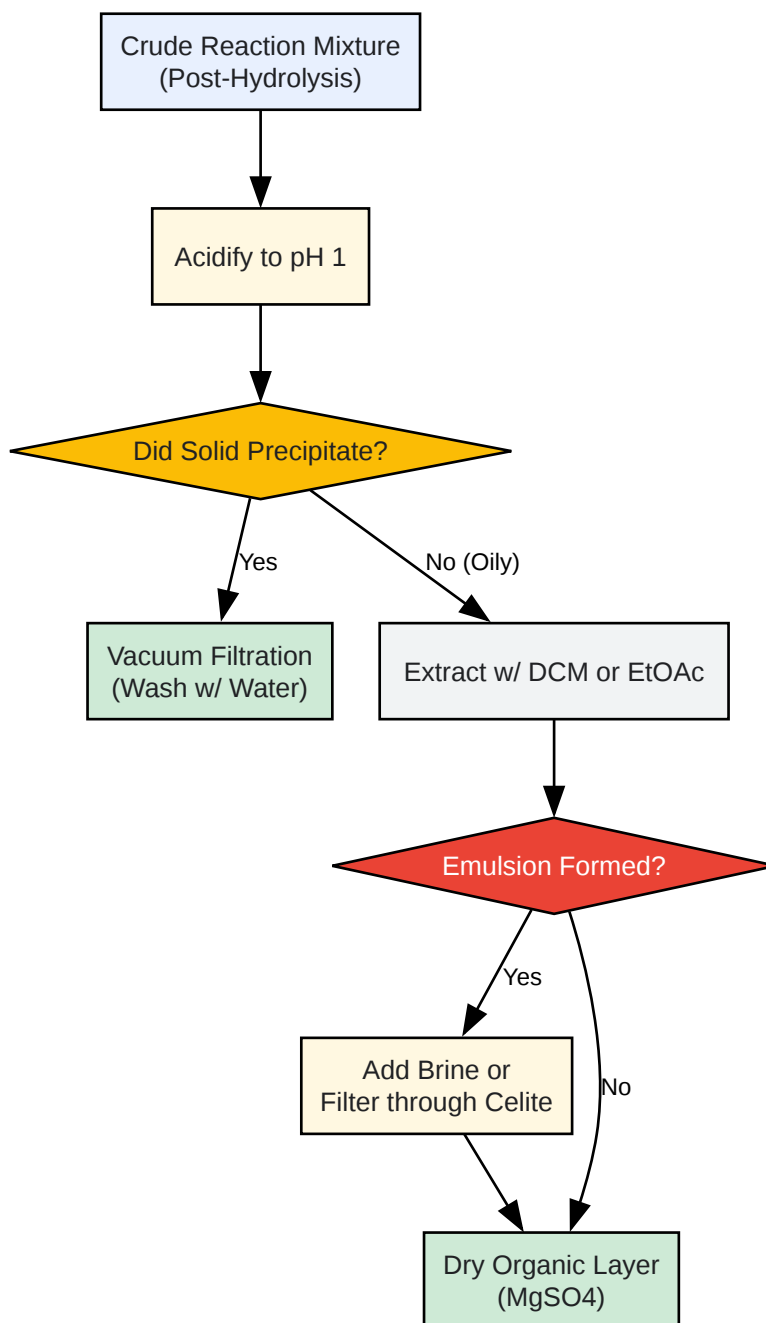 Crude Reaction Mixture
(Post-Hydrolysis)
Acidify to pH 1
Did Solid Precipitate?
Yes
No (Oily)
Vacuum Filtration
(Wash w/ Water)
Extract w/ DCM or EtOAc
Emulsion Formed?
Yes
Add Brine or
Filter through Celite
No
Dry Organic Layer
(MgSO4)